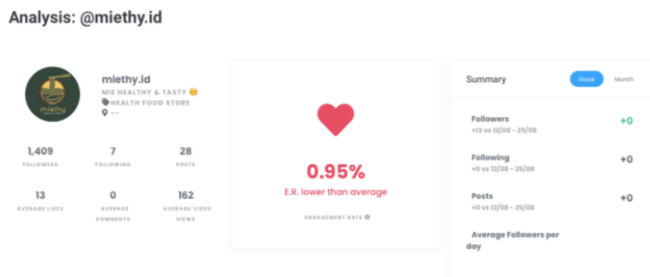 Analysis: @miethy.id
miethy
miethy.id
MIE HEALTHY & TASTY 😊
HEALTH FOOD STORE
--
1,409
FOLLOWERS
7
FOLLOWING
28
POSTS
13
AVERAGE LIKES
0
AVERAGE
COMMENTS
162
AVERAGE VIDEO
VIEWS
0.95%
E.R. lower than average
ENGAGEMENT RATE
Summary
Week
Month
Followers
+0
+13 vs 12/08 - 25/08
Following
+0
+0 vs 12/08 - 25/08
Posts
+0
+0 vs 12/08 - 25/08
Average Followers per
day